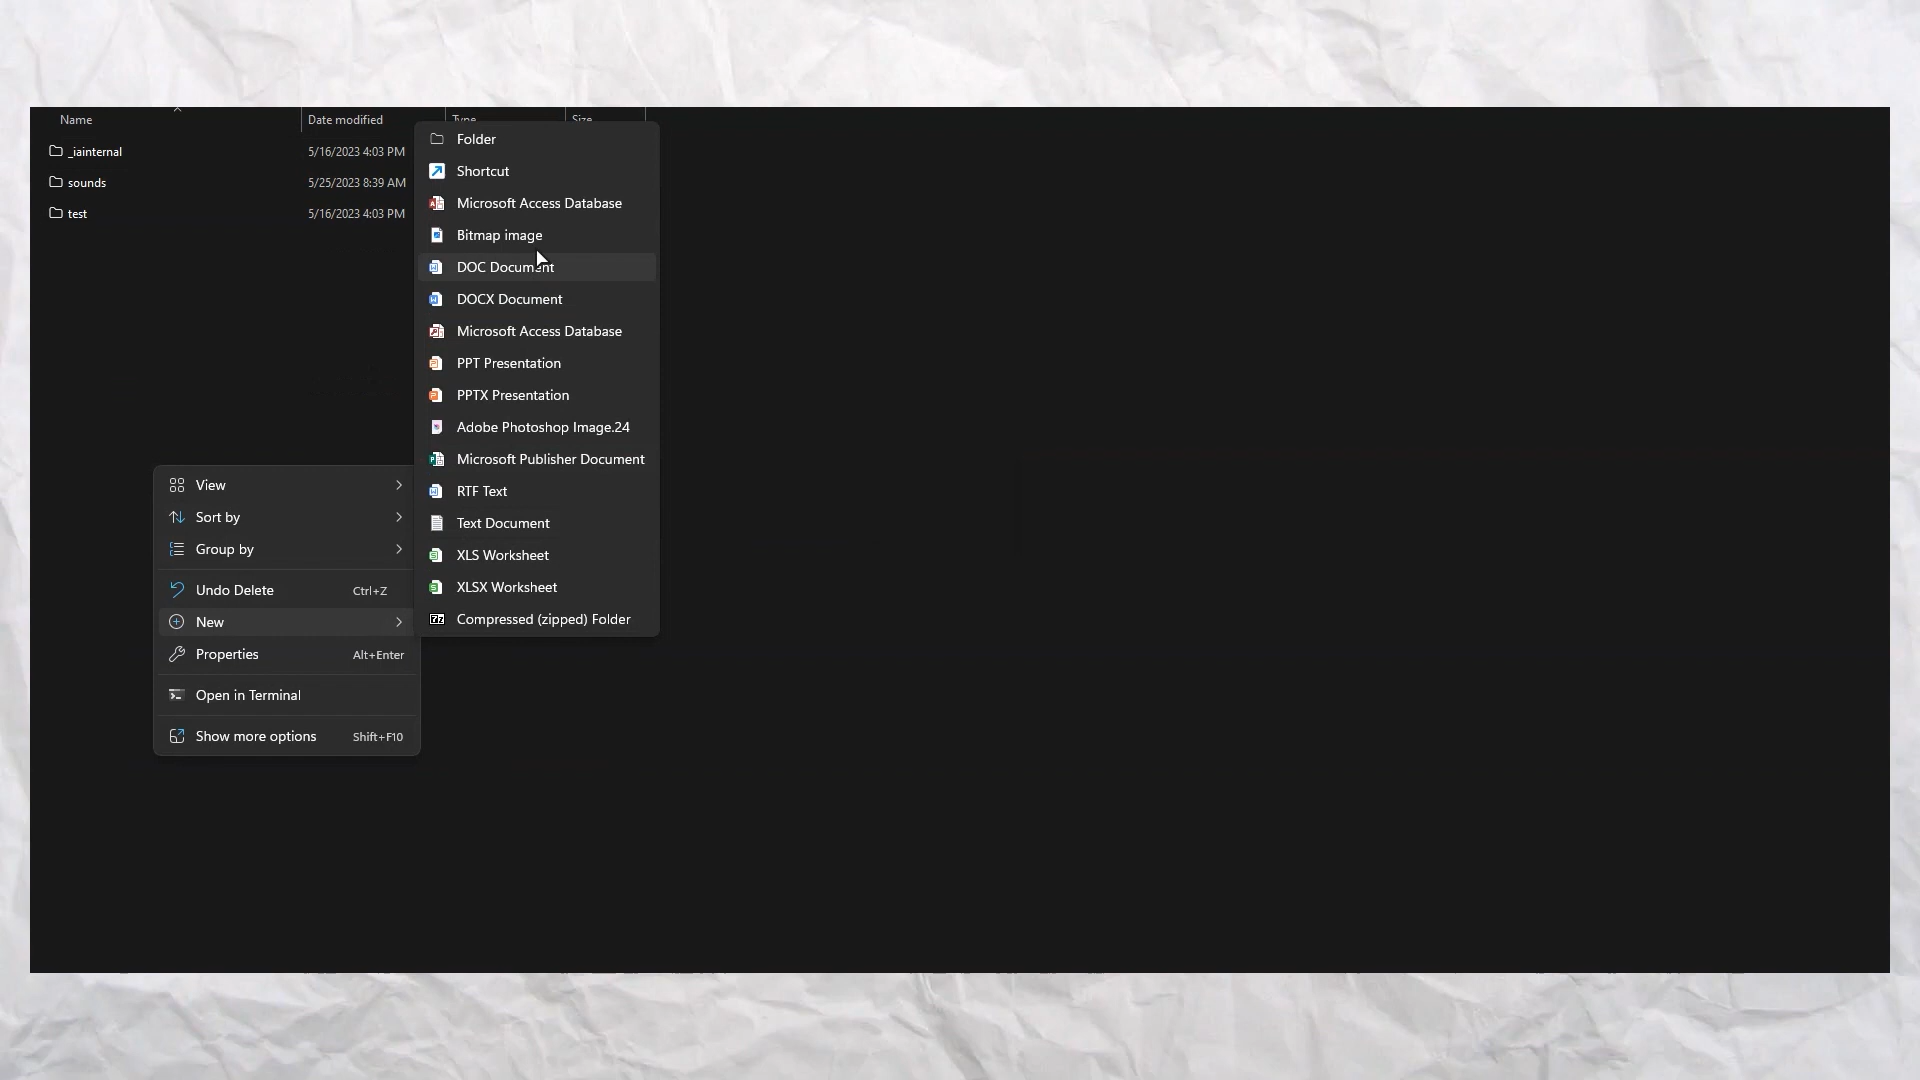 Name Date modified Type Size
_iainternal 5/16/2023 4:03 PM
sounds 5/25/2023 8:39 AM
test 5/16/2023 4:03 PM
Folder
Shortcut
Microsoft Access Database
Bitmap image
DOC Document
DOCX Document
Microsoft Access Database
PPT Presentation
PPTX Presentation
Adobe Photoshop Image.24
Microsoft Publisher Document
RTF Text
Text Document
XLS Worksheet
XLSX Worksheet
Compressed (zipped) Folder
View
Sort by
Group by
Undo Delete Ctrl+Z
New
Properties Alt+Enter
Open in Terminal
Show more options Shift+F10